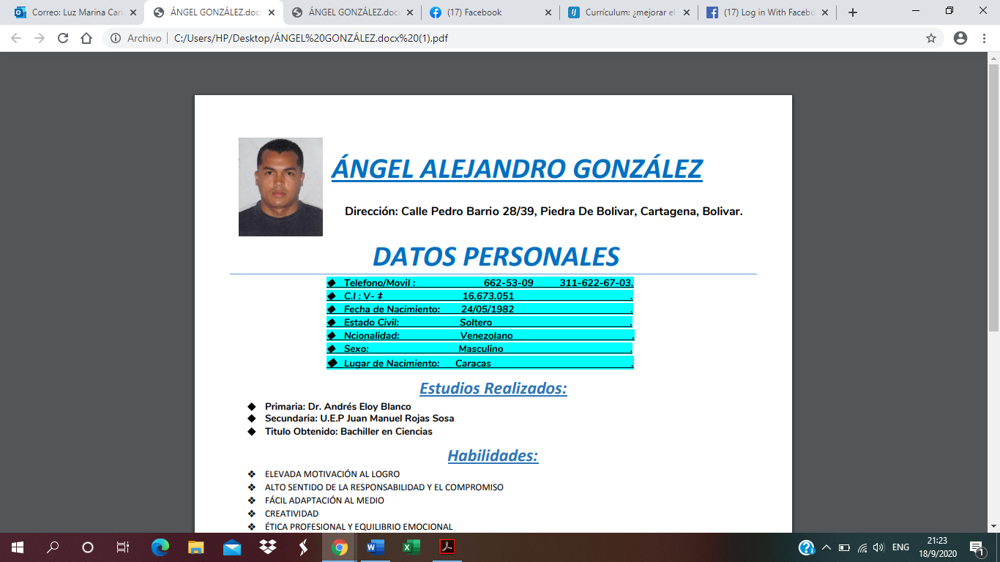 Correo: Luz Marina Cari
ÁNGEL GONZÁLEZ.docx
ÁNGEL GONZÁLEZ.docx
(17) Facebook
Currículum: ¿mejorar el
(17) Log in With Facebo
Archivo | C:/Users/HP/Desktop/ÁNGEL%20GONZÁLEZ.docx%20(1).pdf
ÁNGEL ALEJANDRO GONZÁLEZ
Dirección: Calle Pedro Barrio 28/39, Piedra De Bolivar, Cartagena, Bolivar.
DATOS PERSONALES
Telefono/Movil : 662-53-09 311-622-67-03.
C.I : V- ‡ 16.673.051 .
Fecha de Nacimiento: 24/05/1982 .
Estado Civil: Soltero .
Ncionalidad: Venezolano .
Sexo: Masculino .
Lugar de Nacimiento: Caracas .
Estudios Realizados:
Primaria: Dr. Andrés Eloy Blanco
Secundaria: U.E.P Juan Manuel Rojas Sosa
Titulo Obtenido: Bachiller en Ciencias
Habilidades:
ELEVADA MOTIVACIÓN AL LOGRO
ALTO SENTIDO DE LA RESPONSABILIDAD Y EL COMPROMISO
FÁCIL ADAPTACIÓN AL MEDIO
CREATIVIDAD
ÉTICA PROFESIONAL Y EQUILIBRIO EMOCIONAL
ENG
21:23
18/9/2020
1